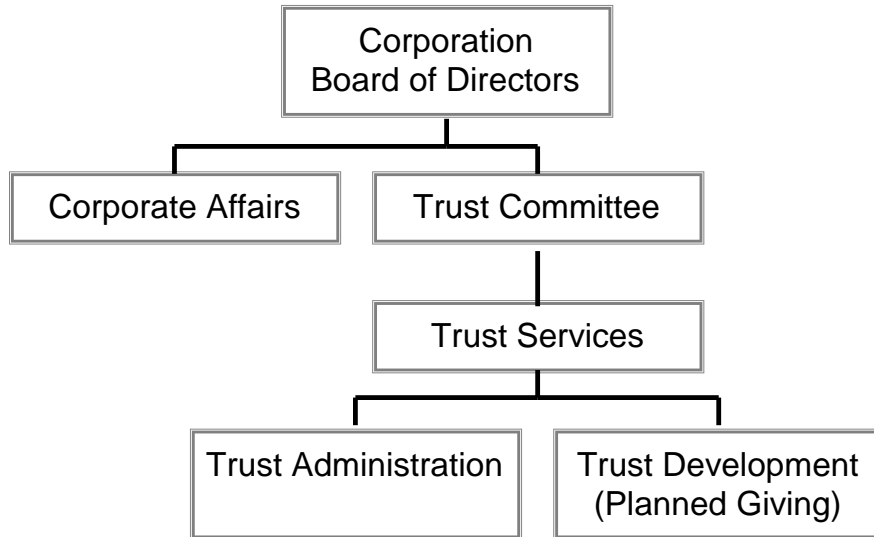 Corporation
Board of Directors
Corporate Affairs
Trust Committee
Trust Services
Trust Administration
Trust Development
(Planned Giving)